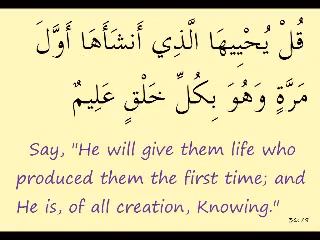 قُلْ يُحْيِيهَا الَّذِي أَنشَأَهَا أَوَّلَ
مَرَّةٍ وَهُوَ بِكُلِّ خَلْقٍ عَلِيمٌ
Say, "He will give them life who
produced them the first time; and
He is, of all creation, Knowing."